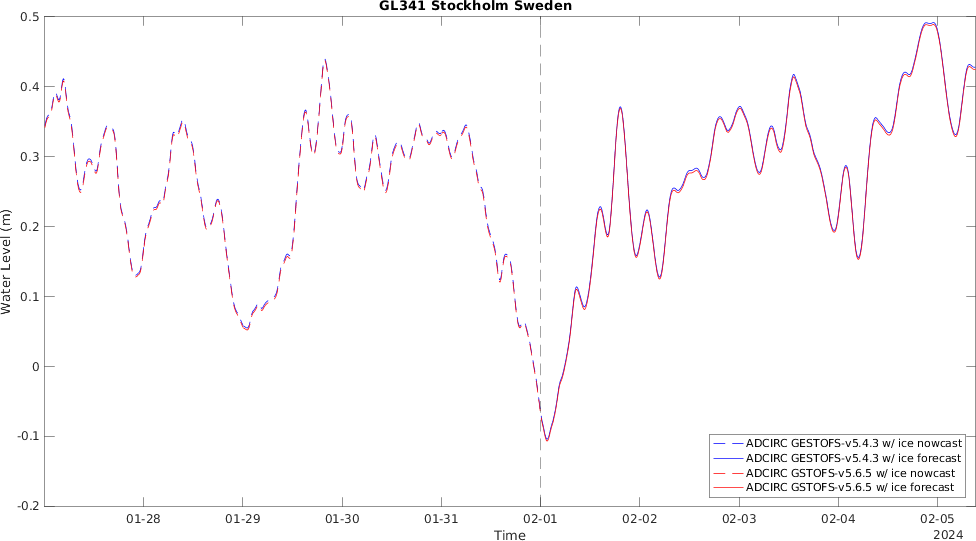 GL341 Stockholm Sweden
0.5
0.4
0.3
0.2
0.1
0
-0.1
-0.2
Water Level (m)
01-28 01-29 01-30 01-31 02-01 02-02 02-03 02-04 02-05
Time
2024
ADCIRC GESTOFS-v5.4.3 w/ ice nowcast
ADCIRC GESTOFS-v5.4.3 w/ ice forecast
ADCIRC GSTOFS-v5.6.5 w/ ice nowcast
ADCIRC GSTOFS-v5.6.5 w/ ice forecast